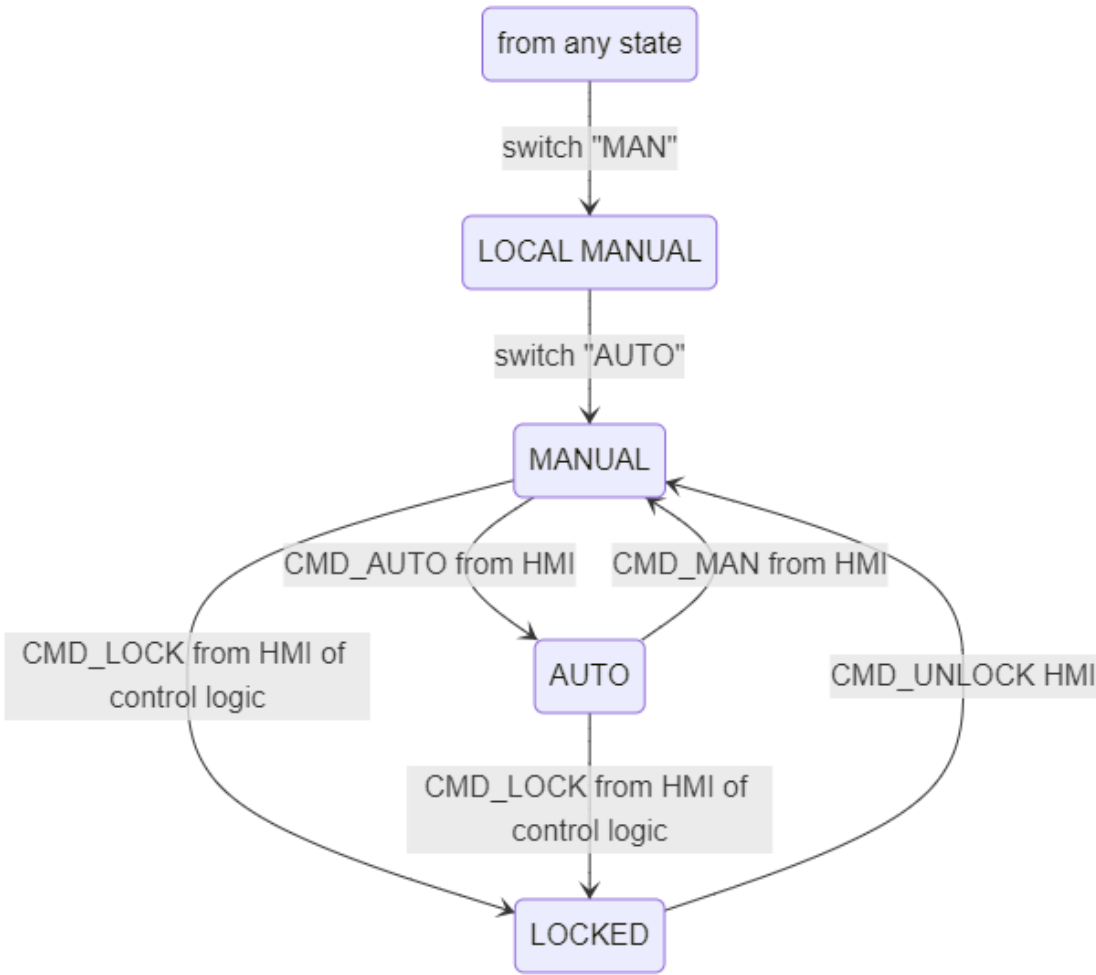 from any state
switch "MAN"
LOCAL MANUAL
switch "AUTO"
MANUAL
CMD_AUTO from HMI
CMD_MAN from HMI
CMD_LOCK from HMI of
control logic
AUTO
CMD_UNLOCK HMI
CMD_LOCK from HMI of
control logic
LOCKED